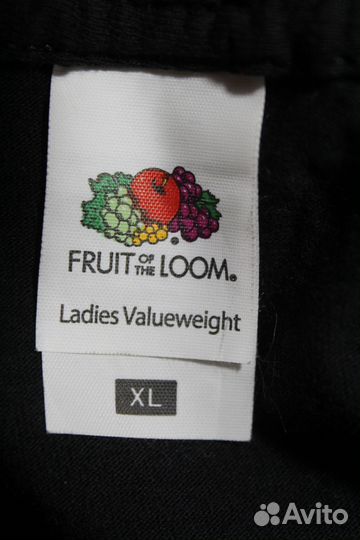 FRUIT OF THE LOOM®
Ladies Valueweight
XL
Avito